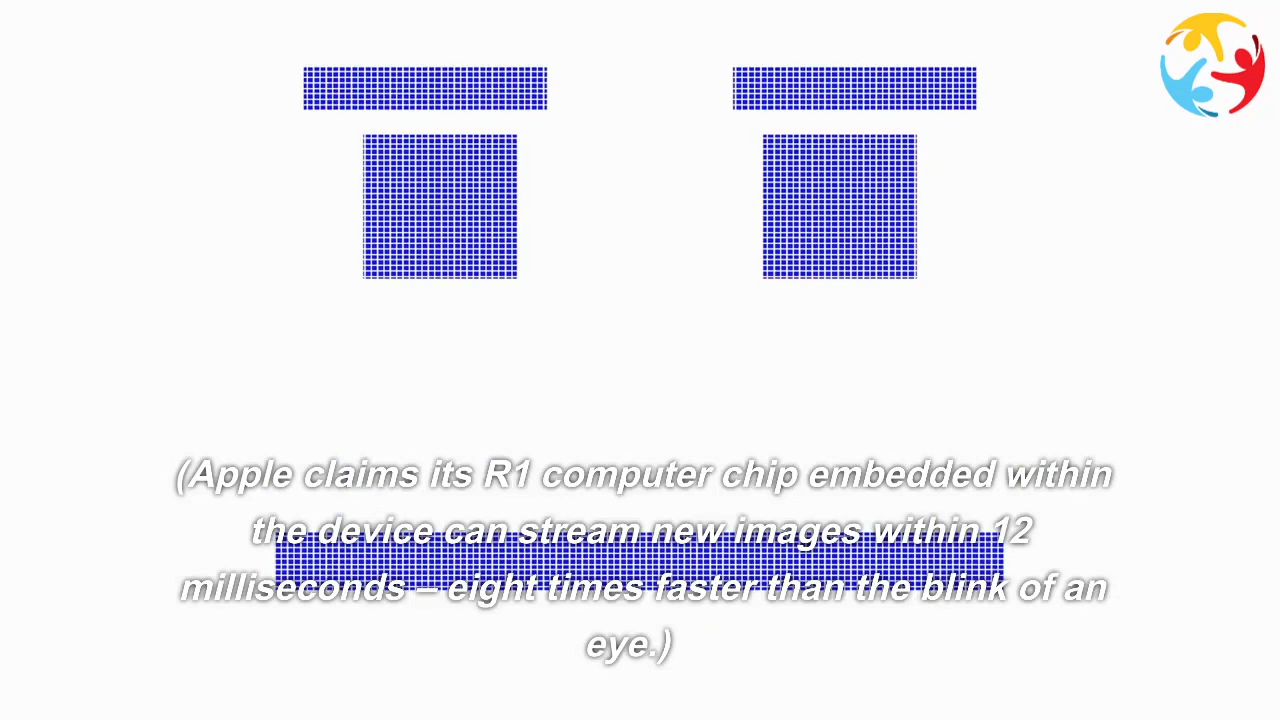 (Apple claims its R1 computer chip embedded within
the device can stream new images within 12
milliseconds – eight times faster than the blink of an
eye.)